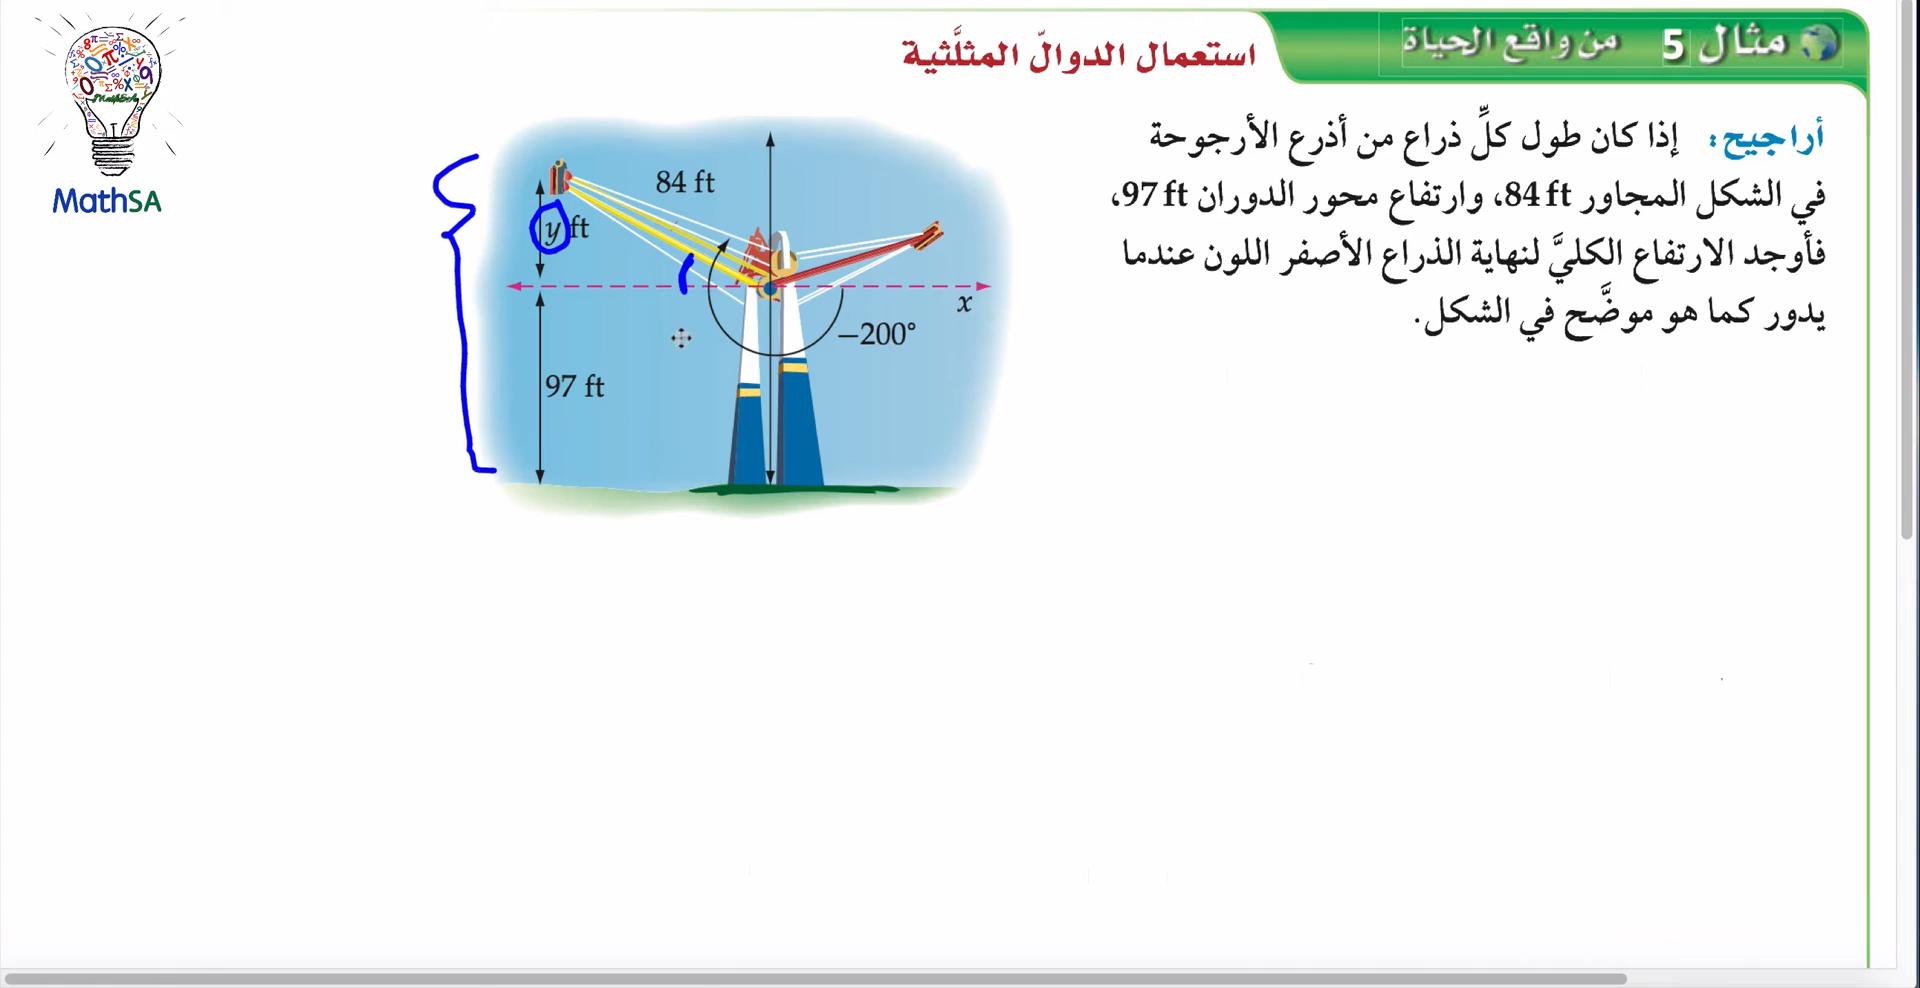 MathSA
مثال 5 من واقع الحياة
استعمال الدوالّ المثلَّثية
أراجيح: إذا كان طول كلِّ ذراع من أذرع الأرجوحة
في الشكل المجاور 84 ft، وارتفاع محور الدوران 97 ft،
فأوجد الارتفاع الكليَّ لنهاية الذراع الأصفر اللون عندما
يدور كما هو موضَّح في الشكل.
84 ft
y ft
x
−200°
97 ft